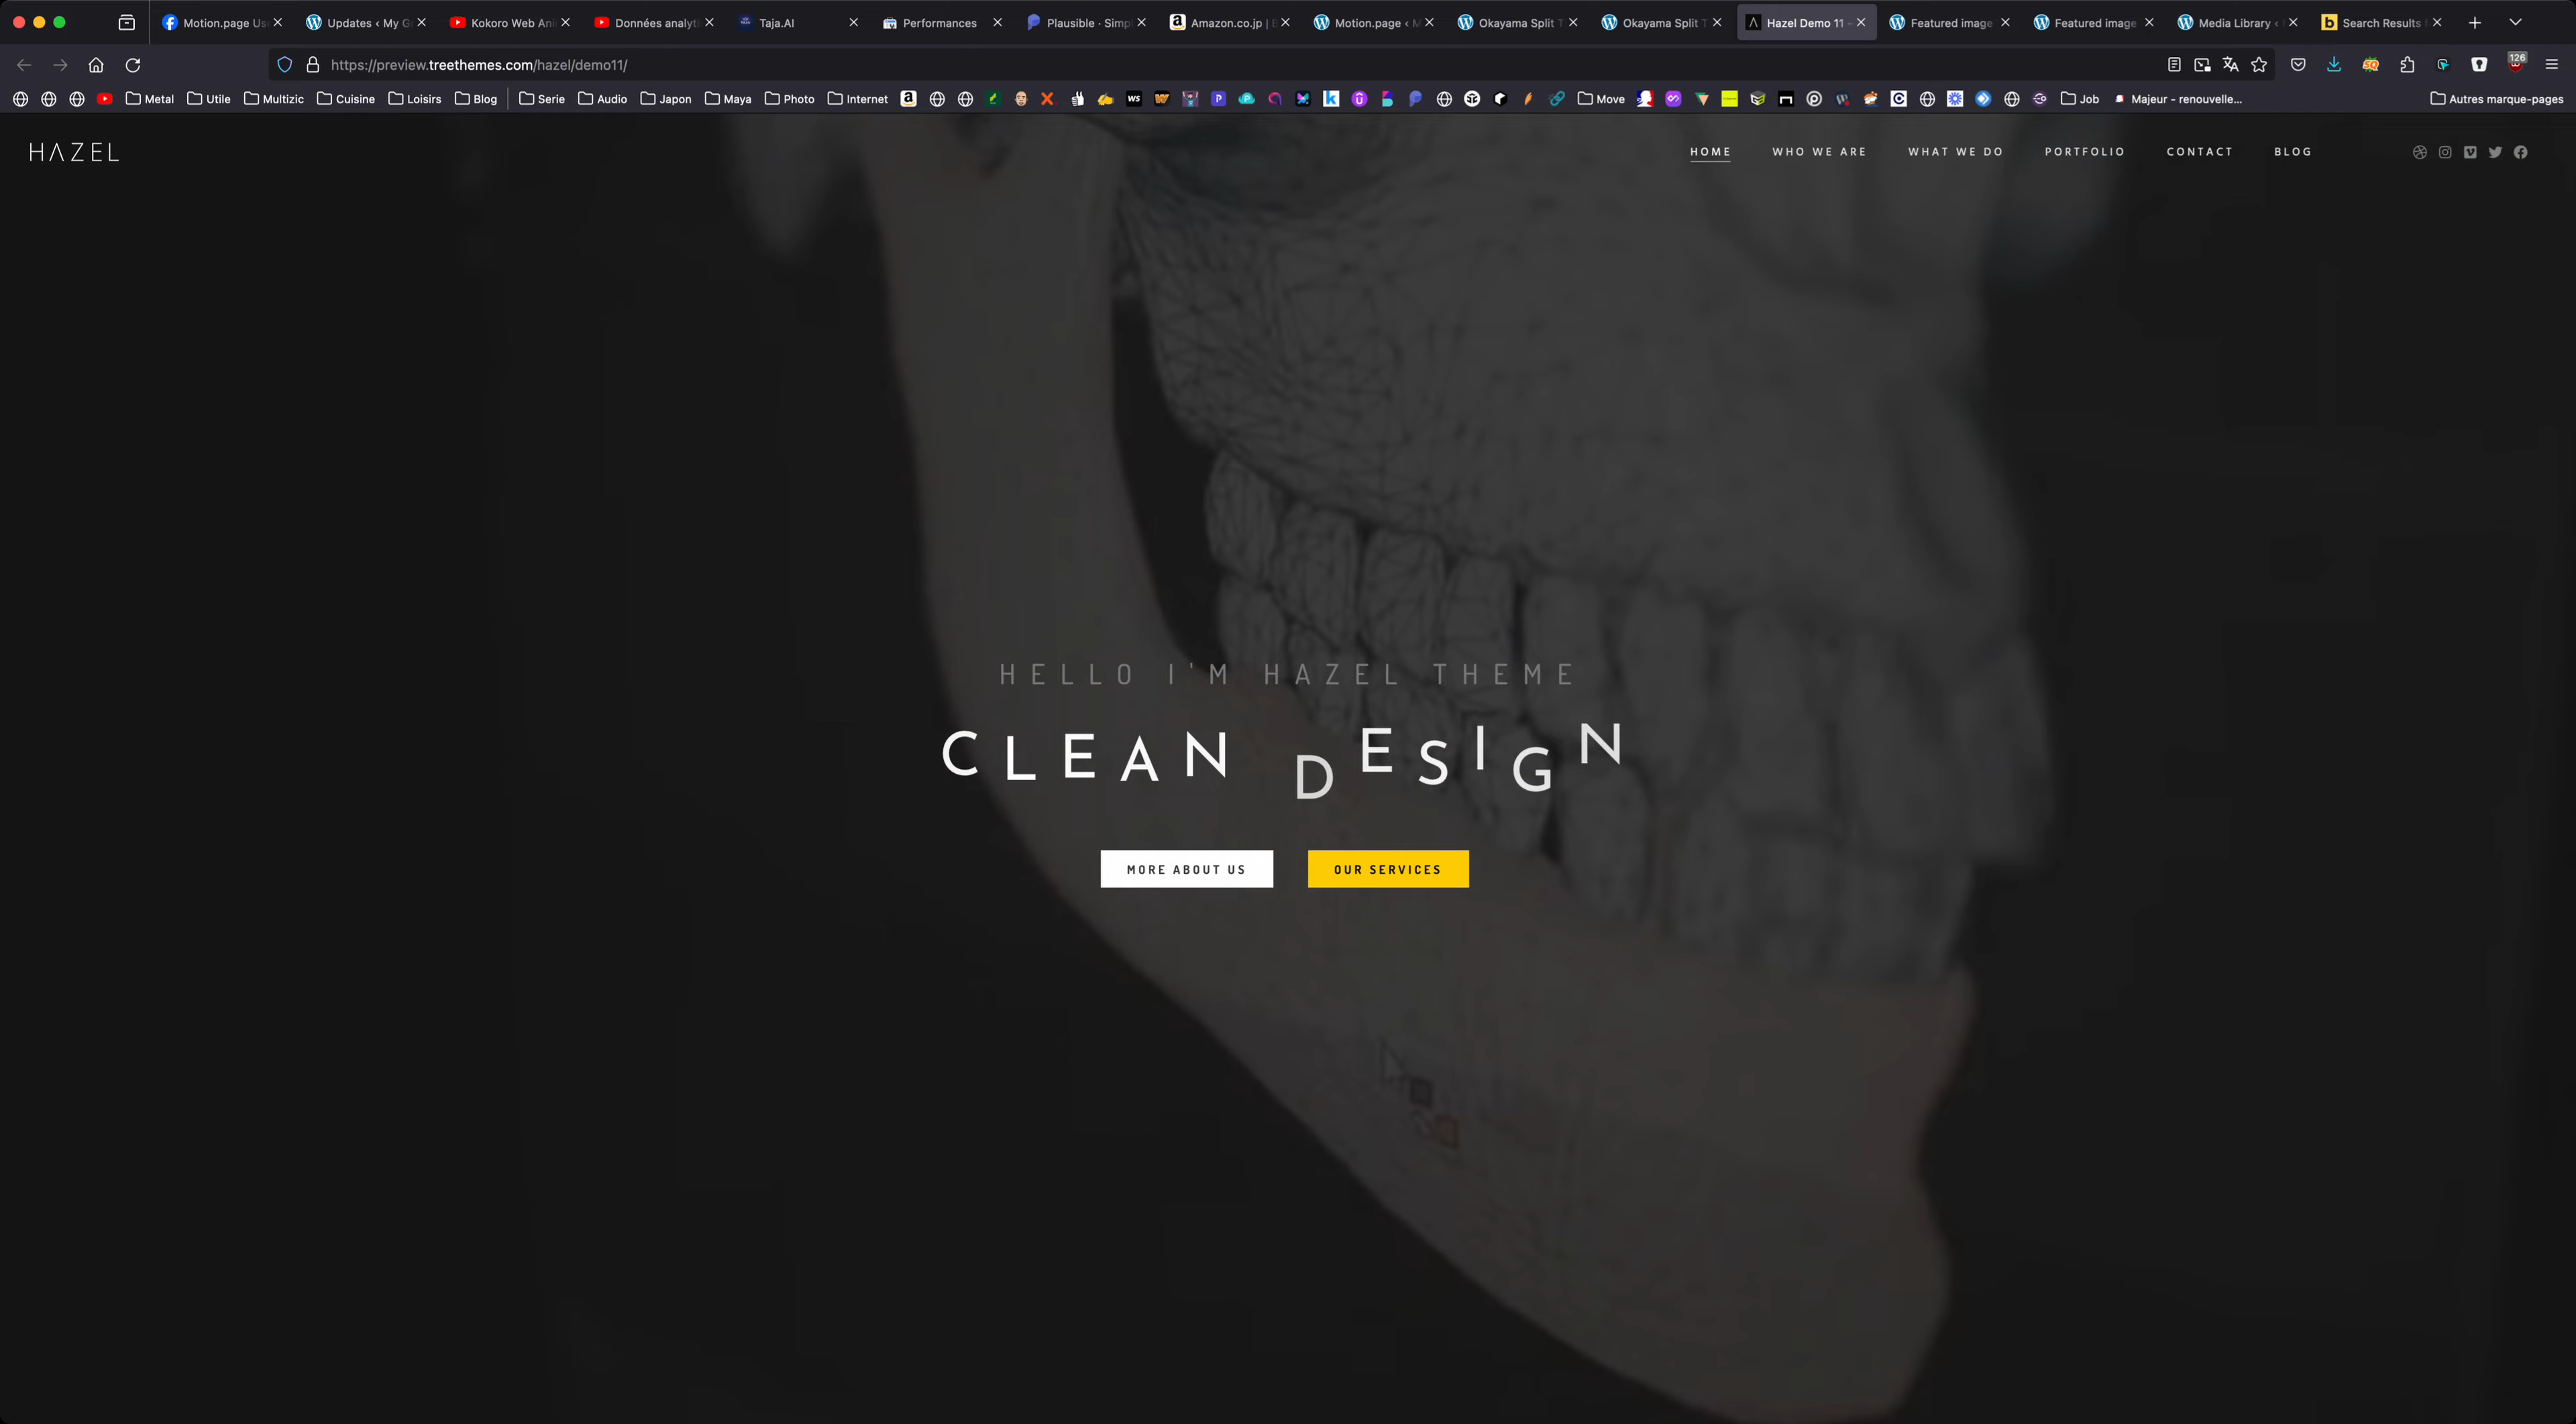 Motion.page Us
Updates ‹ My G
Kokoro Web Ani
Données analyt
Taja.AI
Performances
Plausible · Simp
Amazon.co.jp | B
Motion.page ‹ M
Okayama Split T
Okayama Split T
Hazel Demo 11 –
Featured image
Featured image
Media Library ‹
Search Results
https://preview.treethemes.com/hazel/demo11/
126
Metal
Utile
Multizic
Cuisine
Loisirs
Blog
Serie
Audio
Japon
Maya
Photo
Internet
Move
Job
Majeur - renouvelle...
Autres marque-pages
HΛZEL
HOME
WHO WE ARE
WHAT WE DO
PORTFOLIO
CONTACT
BLOG
HELLO I'M HAZEL THEME
CLEAN DESIGN
MORE ABOUT US
OUR SERVICES